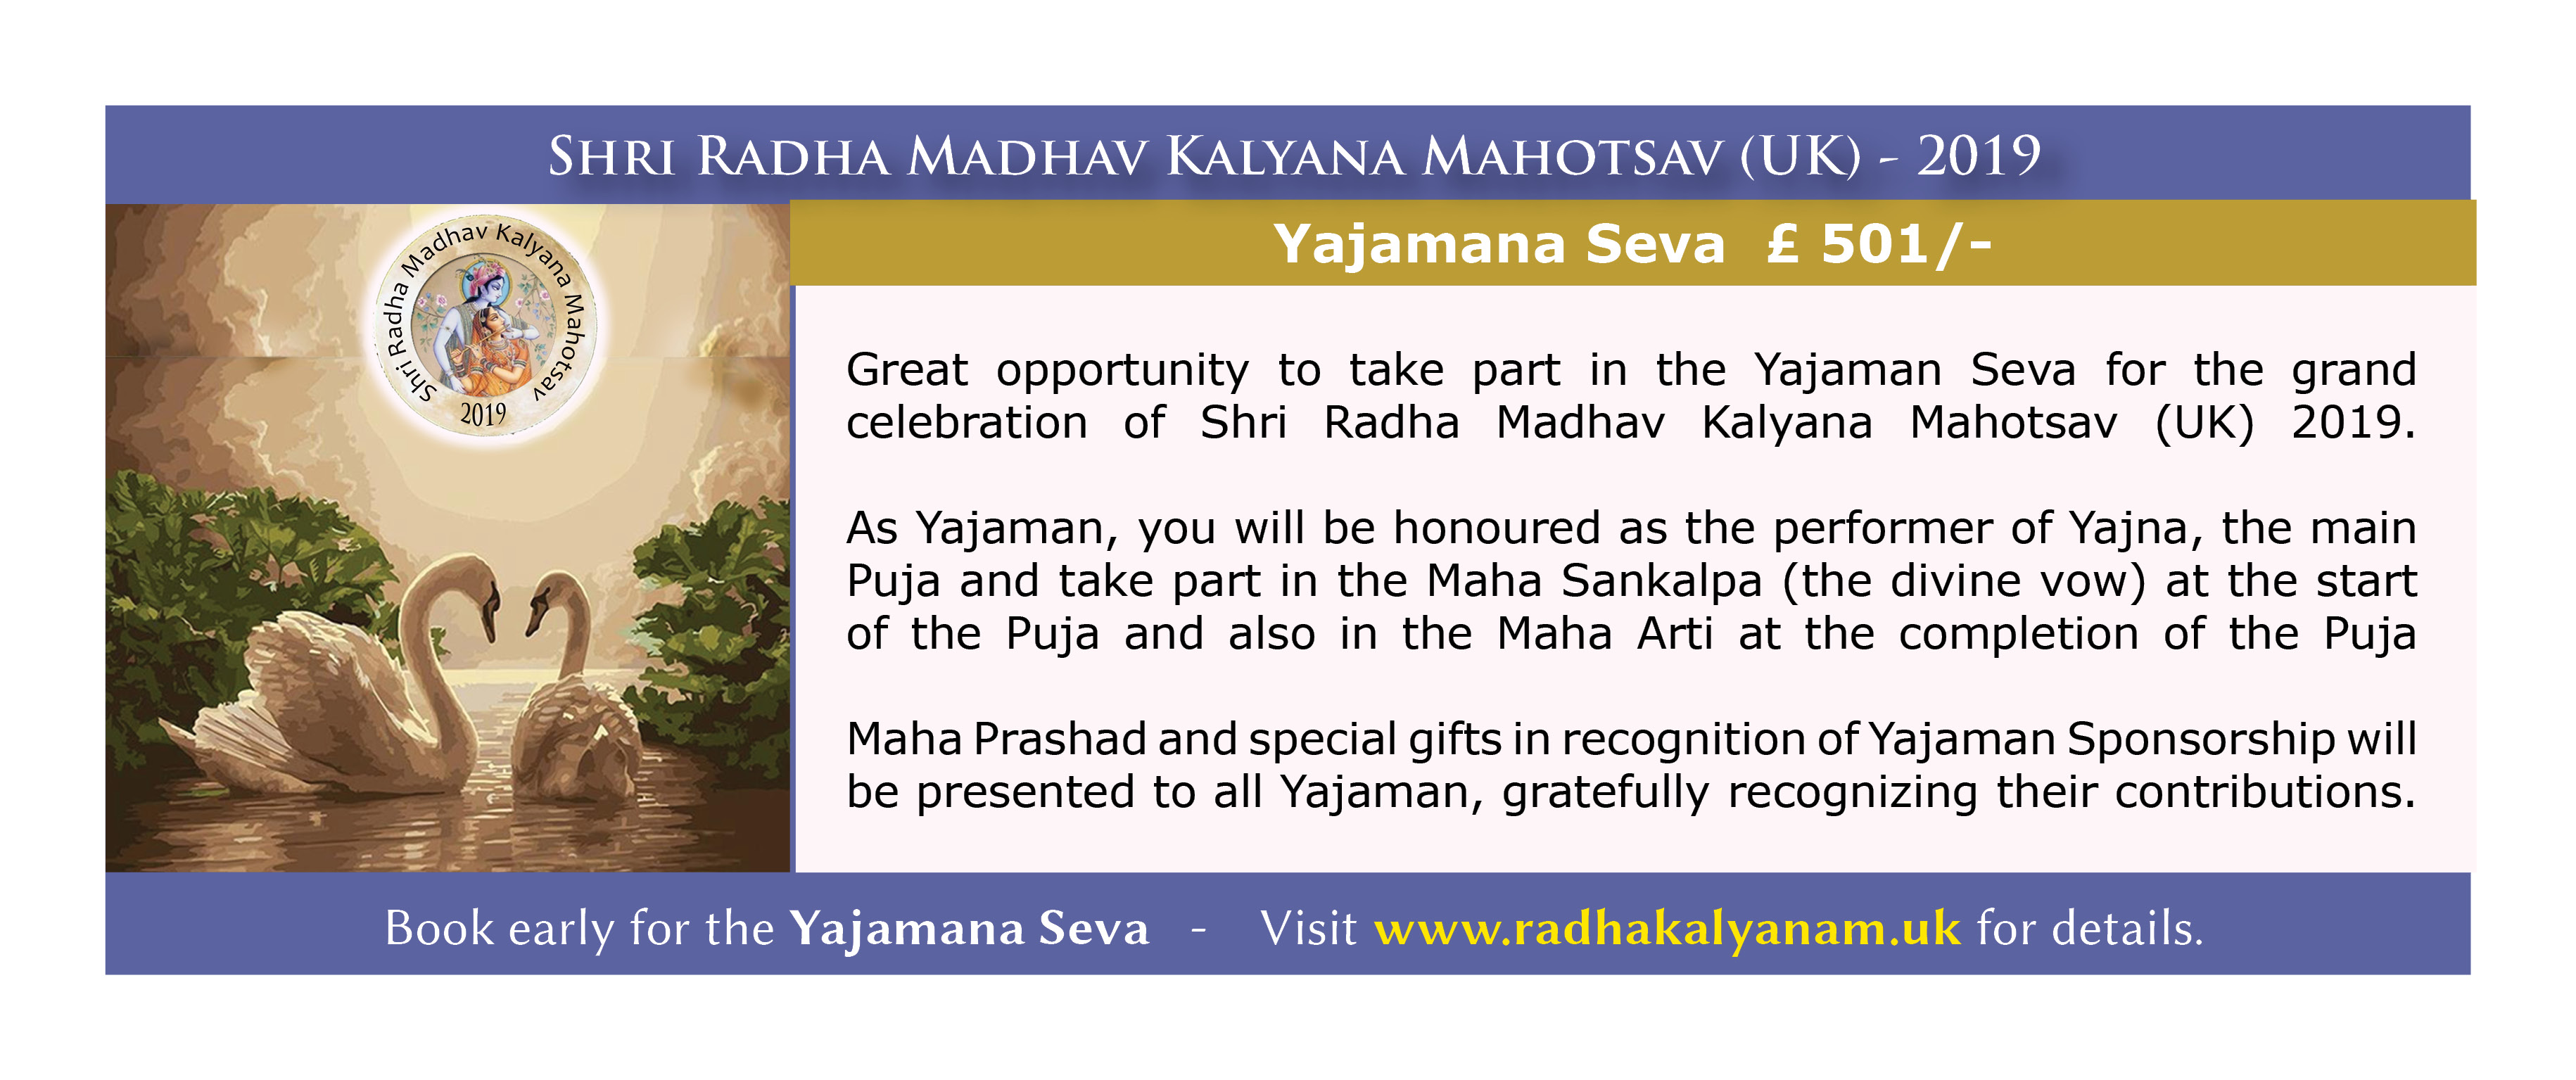 SHRI RADHA MADHAV KALYANA MAHOTSAV (UK) - 2019
Shri Radha Madhav Kalyana Mahotsav
2019
Yajamana Seva £ 501/-
Great opportunity to take part in the Yajaman Seva for the grand
celebration of Shri Radha Madhav Kalyana Mahotsav (UK) 2019.
As Yajaman, you will be honoured as the performer of Yajna, the main
Puja and take part in the Maha Sankalpa (the divine vow) at the start
of the Puja and also in the Maha Arti at the completion of the Puja
Maha Prashad and special gifts in recognition of Yajaman Sponsorship will
be presented to all Yajaman, gratefully recognizing their contributions.
Book early for the Yajamana Seva - Visit www.radhakalyanam.uk for details.